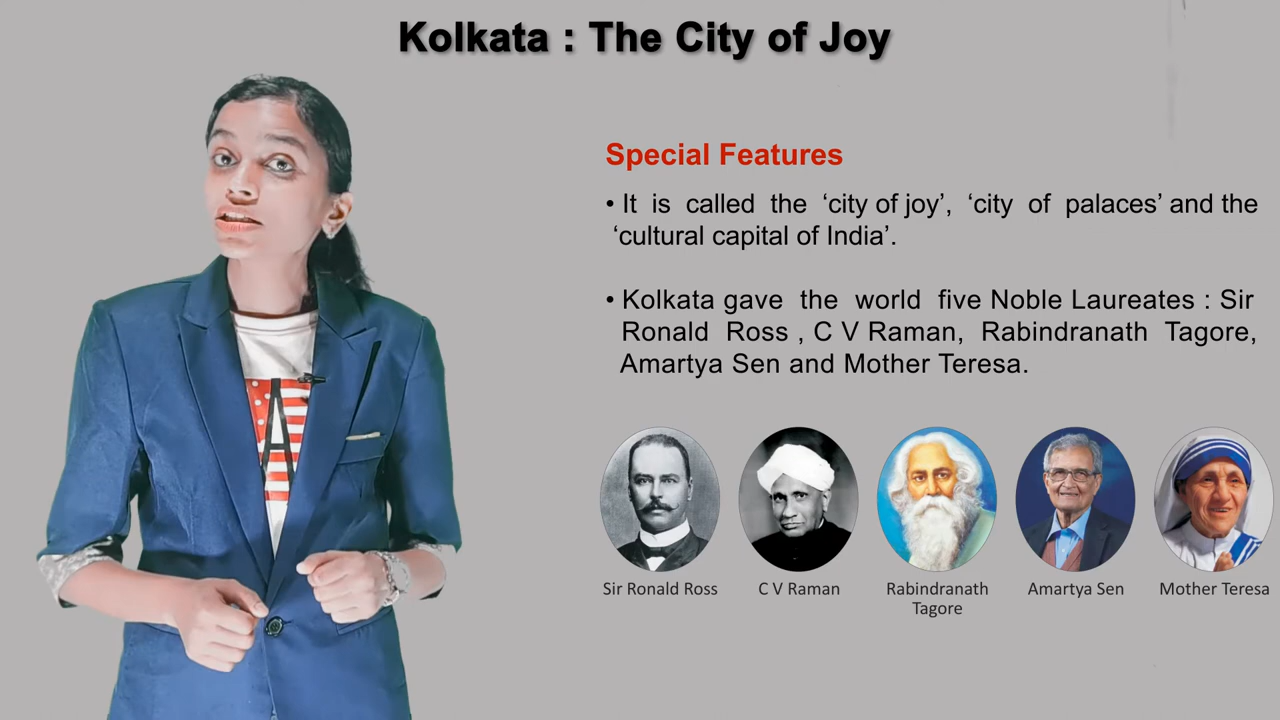 Kolkata : The City of Joy
Special Features
• It is called the ‘city of joy’, ‘city of palaces’ and the
‘cultural capital of India’.
• Kolkata gave the world five Noble Laureates : Sir
Ronald Ross , C V Raman, Rabindranath Tagore,
Amartya Sen and Mother Teresa.
A
Sir Ronald Ross
C V Raman
Rabindranath
Tagore
Amartya Sen
Mother Teresa